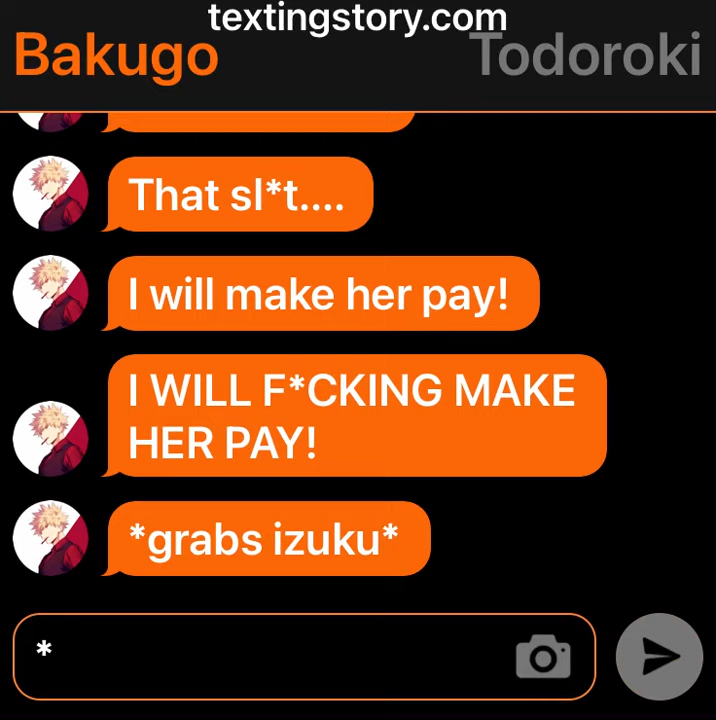 textingstory.com
Bakugo
Todoroki
That sl*t....
I will make her pay!
I WILL F*CKING MAKE
HER PAY!
*grabs izuku*
*